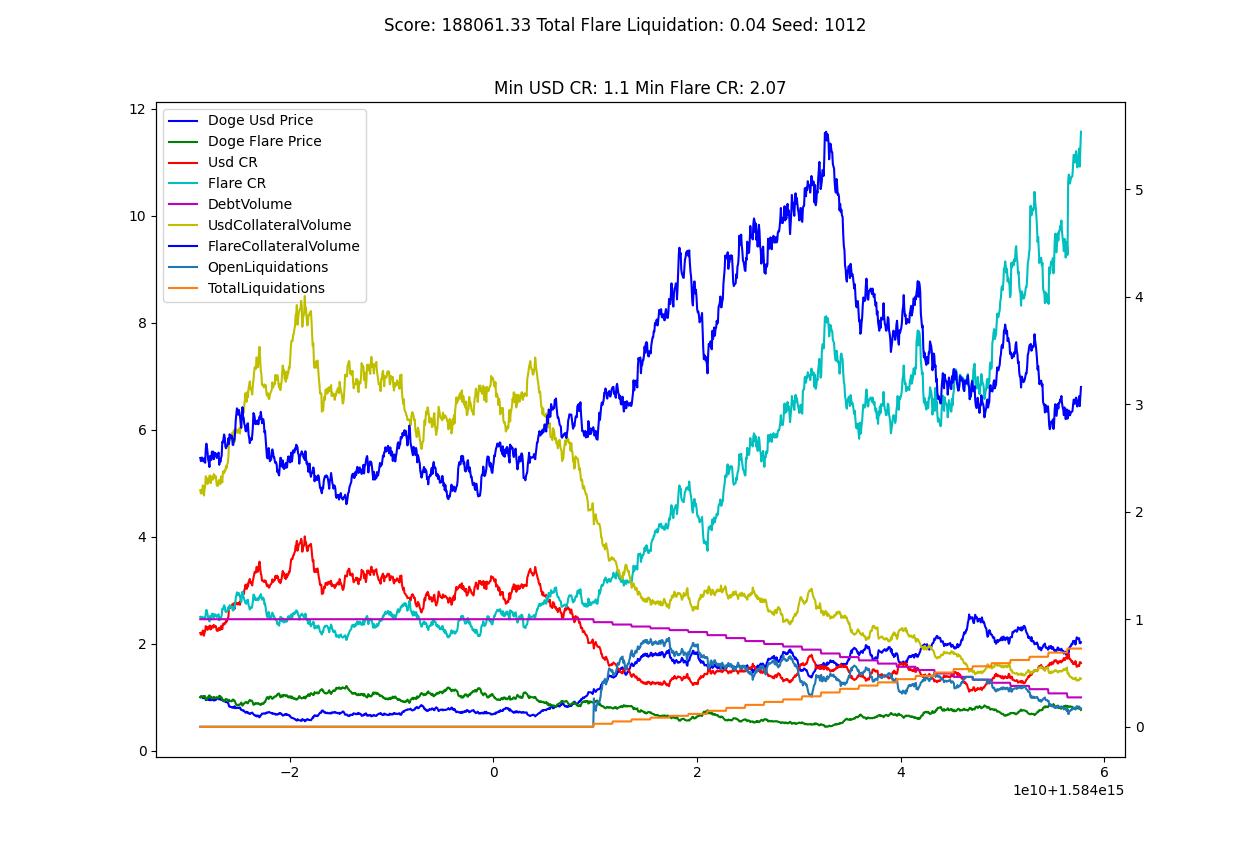 Score: 188061.33 Total Flare Liquidation: 0.04 Seed: 1012
Min USD CR: 1.1 Min Flare CR: 2.07
Doge Usd Price
Doge Flare Price
Usd CR
Flare CR
DebtVolume
UsdCollateralVolume
FlareCollateralVolume
OpenLiquidations
TotalLiquidations
12
10
8
6
4
2
0
5
4
3
2
1
0
−2 0 2 4 6
1e10+1.584e15